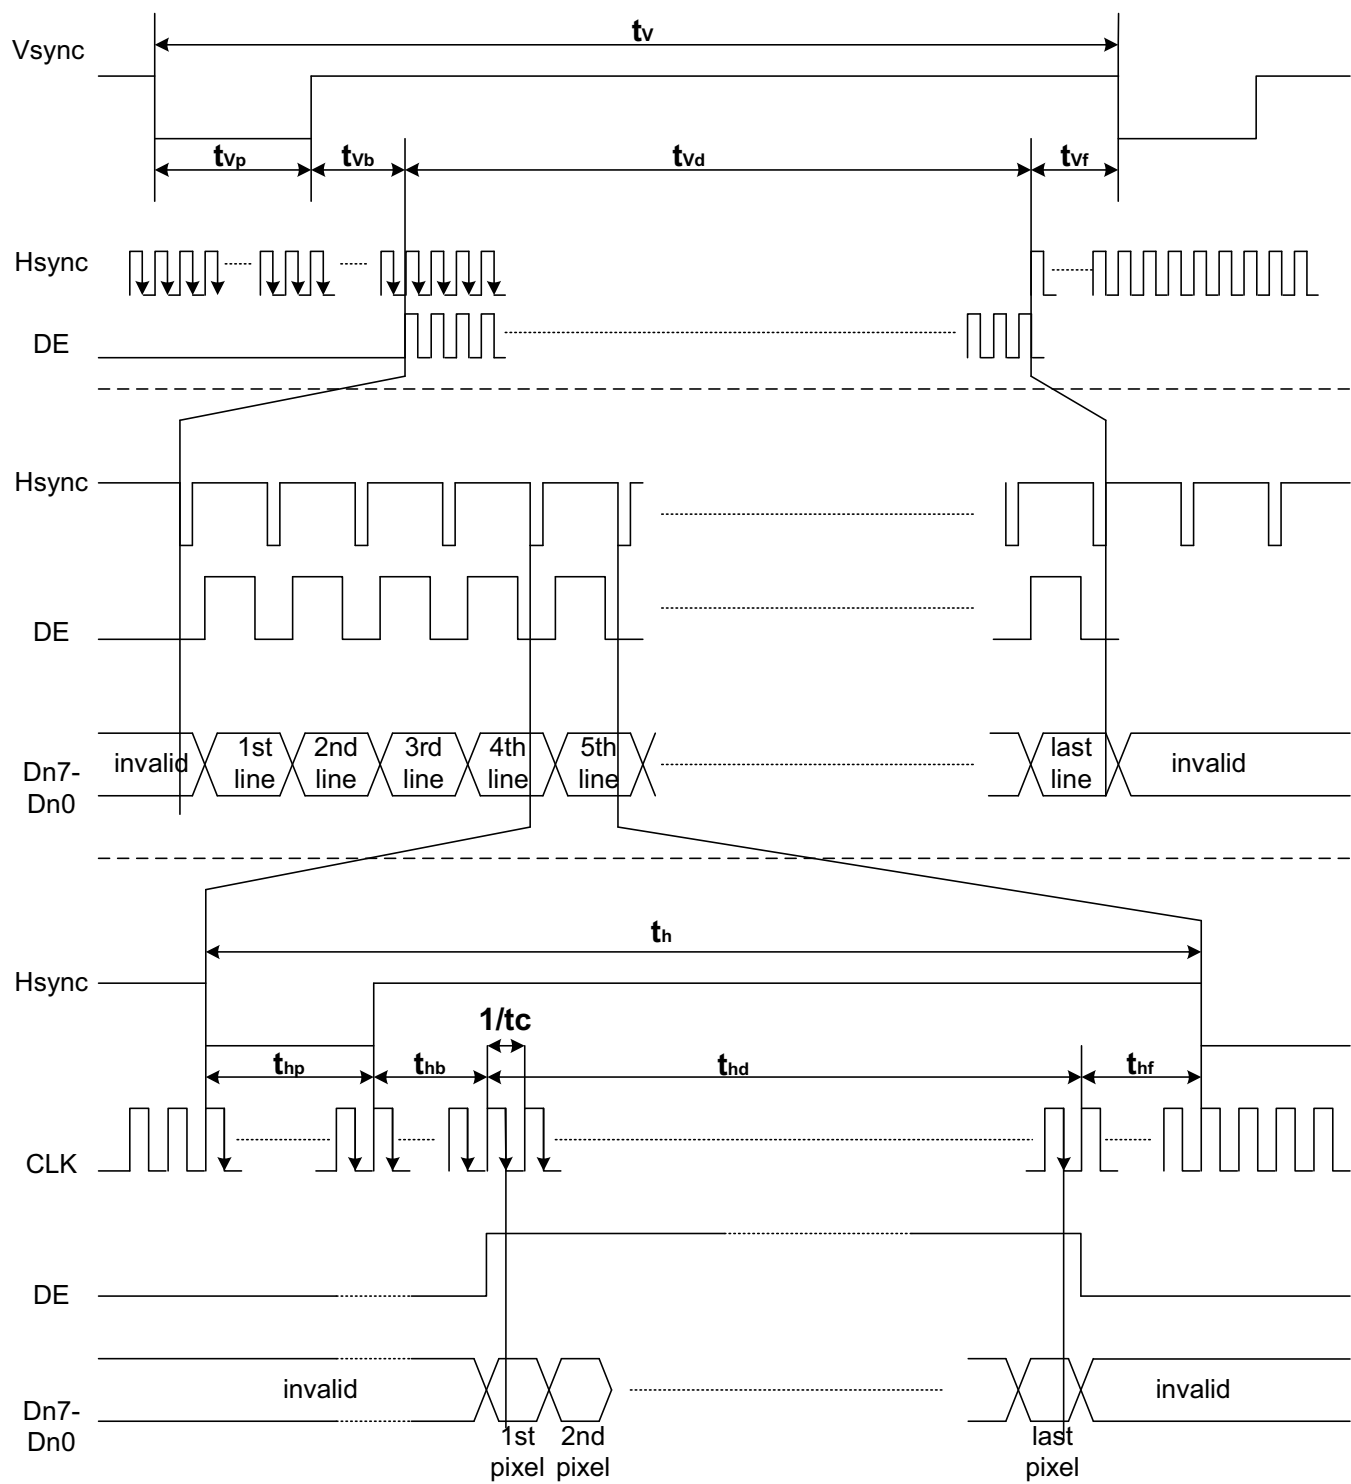 tv
Vsync
tVp
tVb
tVd
tVf
Hsync
DE
Hsync
DE
invalid
1st
line
2nd
line
3rd
line
4th
line
5th
line
last
line
invalid
Dn7-
Dn0
th
Hsync
1/tc
thp
thb
thd
thf
CLK
DE
invalid
invalid
Dn7-
Dn0
1st
pixel
2nd
pixel
last
pixel